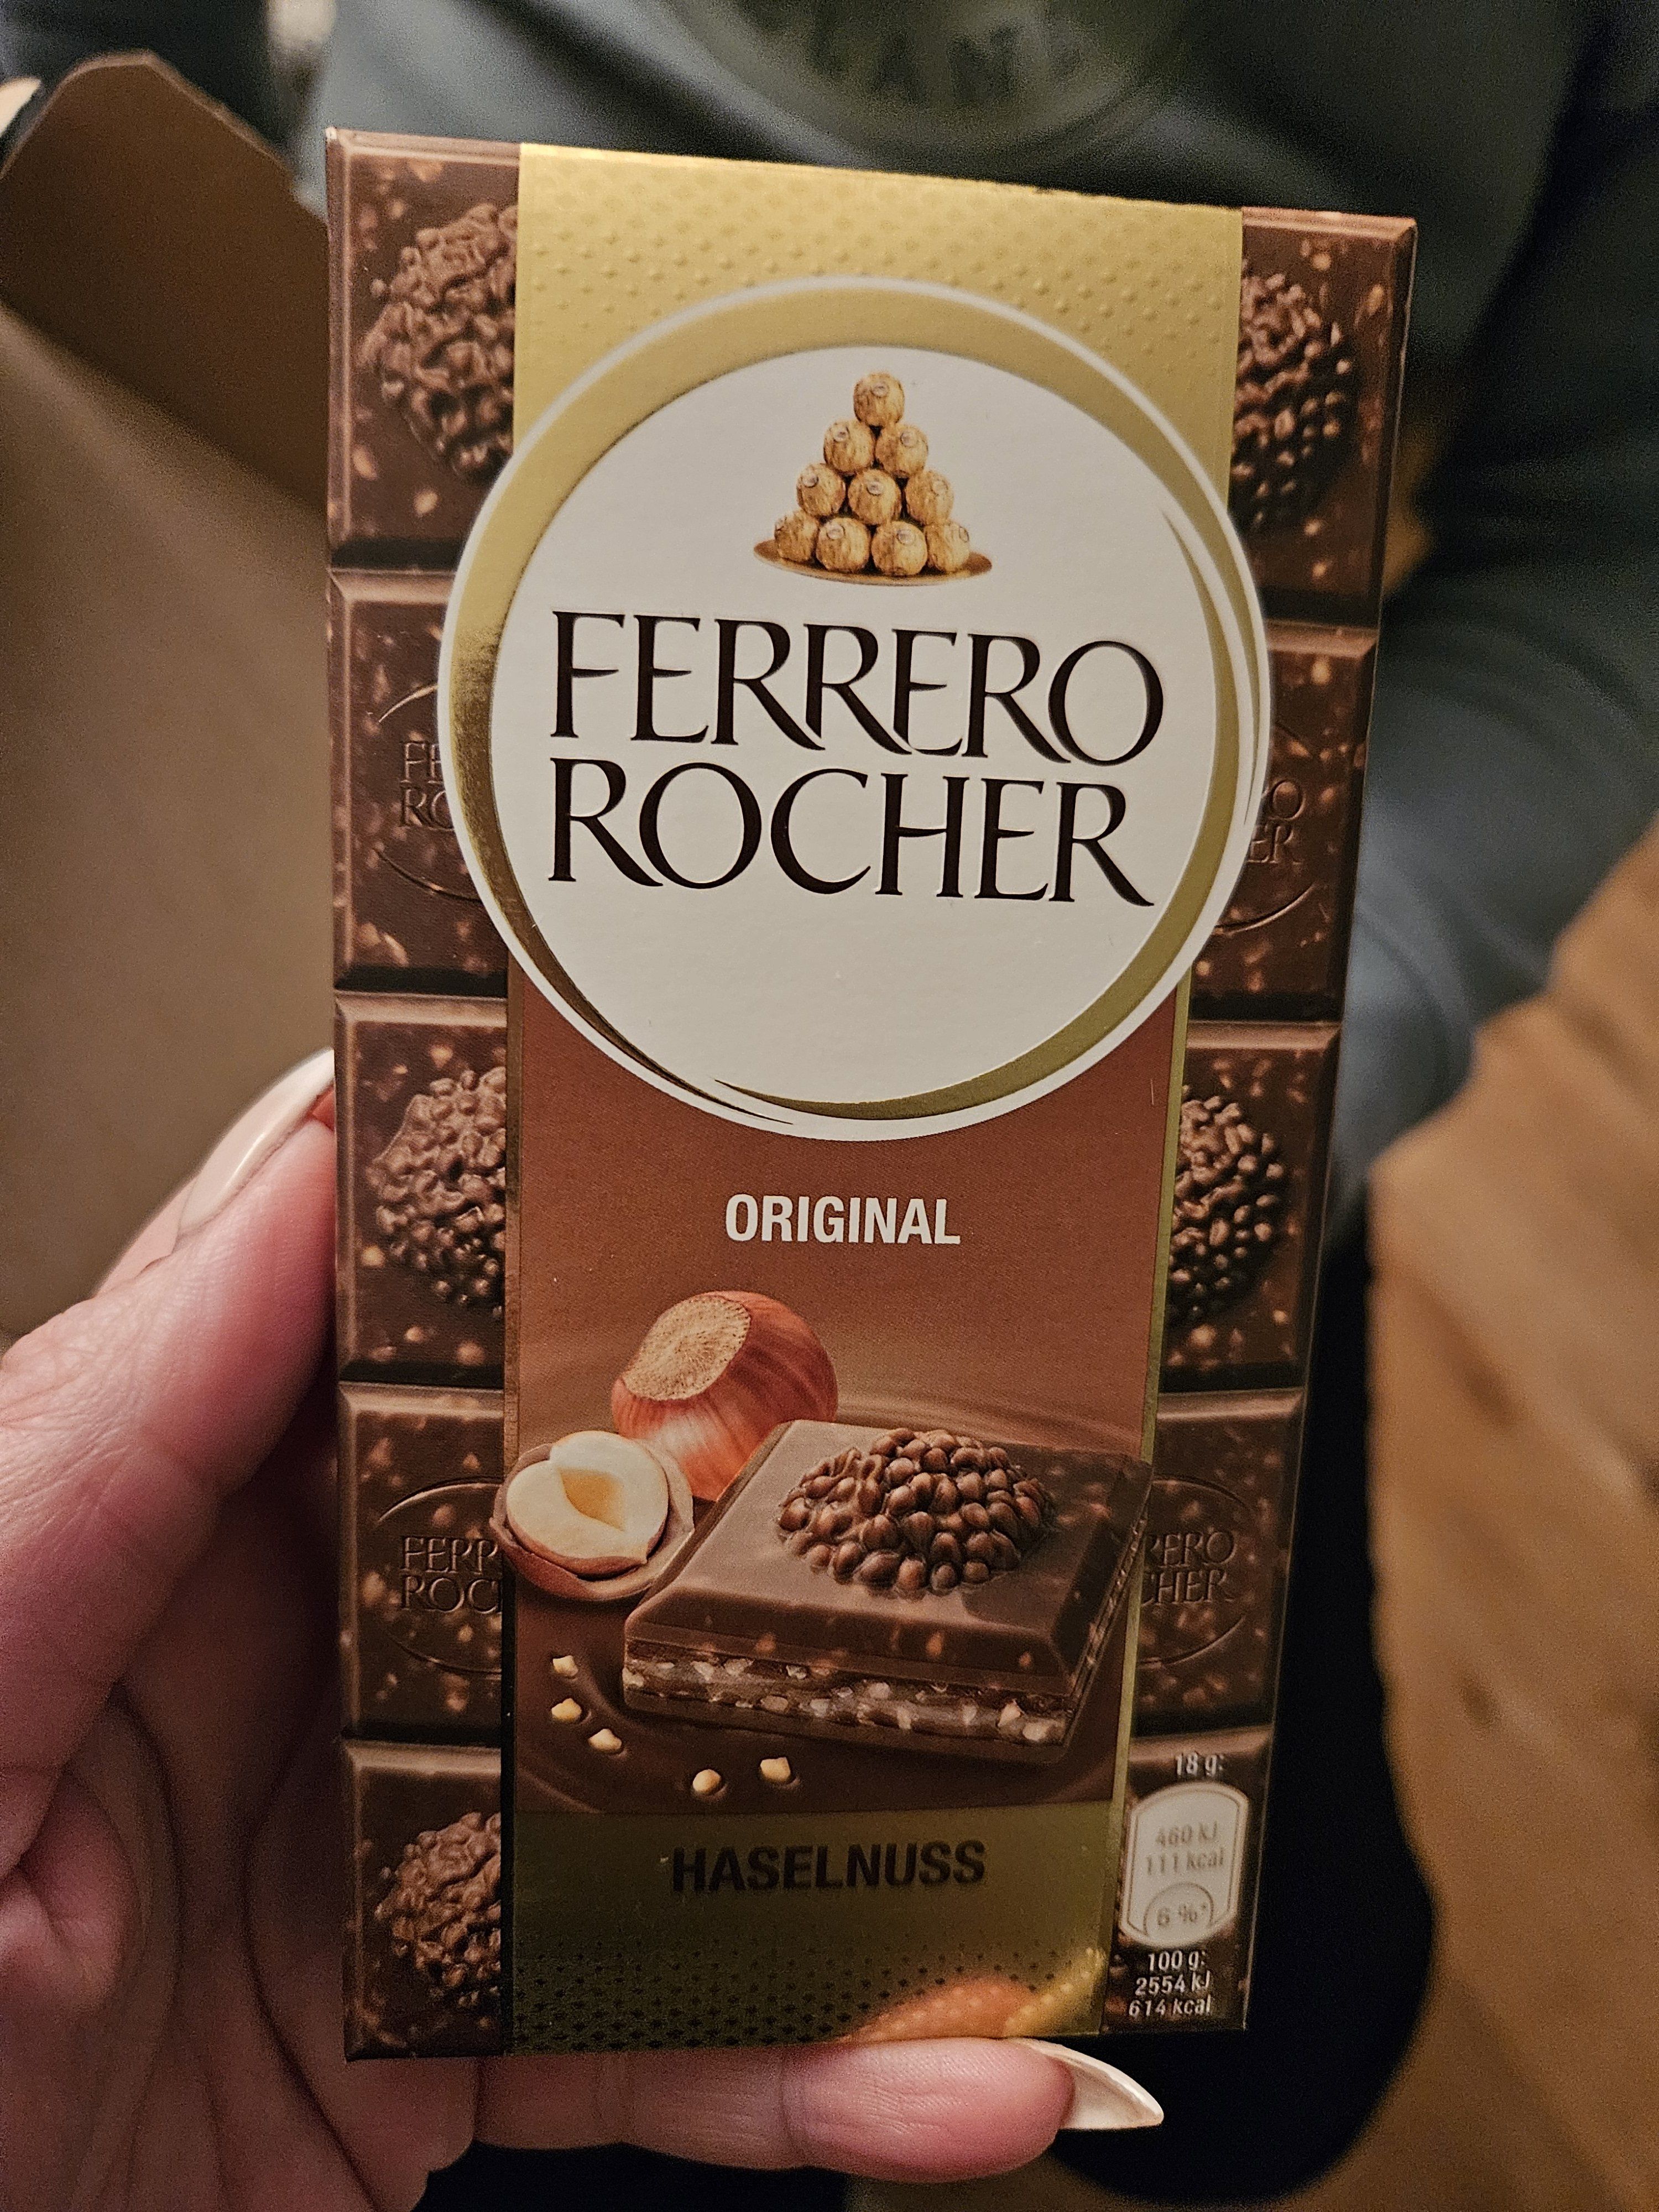 FERRERO
ROCHER
ORIGINAL
HASELNUSS
18 g:
460 kJ
111 kcal
6 %*
100 g:
2554 kJ
614 kcal